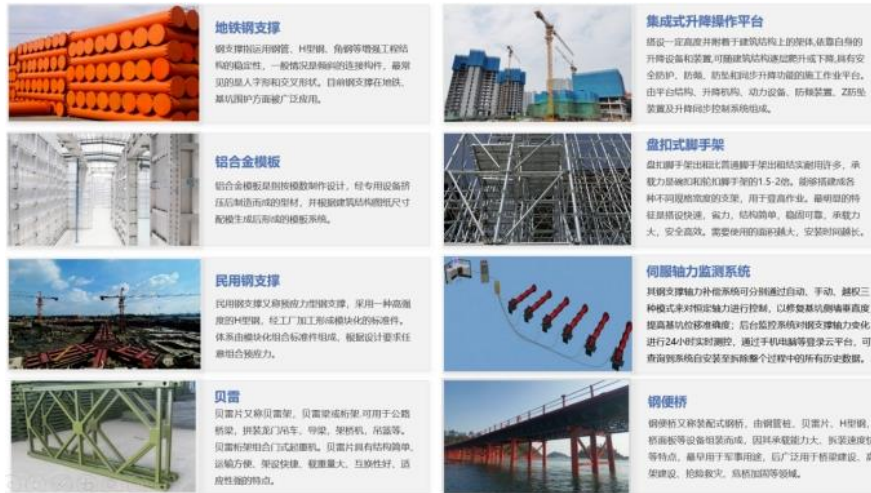 地铁钢支撑
钢支撑指运用钢管、H型钢、角钢等增强工程结
构的稳定性，一般情况是倾斜的连接构件，最常
见的是人字形和交叉形状。目前钢支撑在地铁、
基坑围护方面被广泛应用。
铝合金模板
铝合金模板是则按模数制作设计，经专用设备挤
压后制造而成的型材，并根据建筑结构图纸尺寸
配模生成后形成的模板系统。
民用钢支撑
民用钢支撑又称预应力型钢支撑，采用一种高强
度的H型钢，经工厂加工形成模块化的标准件。
体系由模块化组合标准件组成，根据设计要求任
意组合预应力。
贝雷
贝雷片又称贝雷架，贝雷梁或桁架,可用于公路
桥梁，拼装龙门吊车，导梁，架桥机、吊篮等。
贝雷桁架组合门式起重机。贝雷片具有结构简单、
运输方便、架设快捷、载重量大、互换性好、适
应性强的特点。
集成式升降操作平台
搭设一定高度并附着于建筑结构上的架体,依靠自身的
升降设备和装置,可随建筑结构逐层爬升或下降,具有安
全防护、防倾、防坠和同步升降功能的施工作业平台。
由平台结构、升降机构、动力设备、防倾装置、Z防坠
装置及升降同步控制系统组成。
盘扣式脚手架
盘扣脚手架出租比普通脚手架出租结实耐用许多，承
载力是碗扣和轮扣脚手架的1.5-2倍。能够搭建成各
种不同规格宽度的支架，用于登高作业。最明显的特
征是搭设快速，省力，结构简单，稳固可靠，承载力
大，安全高效。需要使用的面积越大，安装时间越长。
伺服轴力监测系统
其钢支撑轴力补偿系统可分别通过自动、手动、越权三
种模式来对恒定轴力进行控制，以修复基坑侧墙垂直度
提高基坑位移准确度；后台监控系统对钢支撑轴力变化
进行24小时实时测控，通过手机电脑等登录云平台，可
查询到系统自安装至拆除整个过程中的所有历史数据。
钢便桥
钢便桥又称装配式钢桥，由钢管桩、贝雷片、H型钢、
桥面板等设备组装而成，因其承载能力大、拆装速度快
等特点，最早用于军事用途，后广泛用于桥梁建设，高
架建设，抢险救灾，危桥加固等领域。